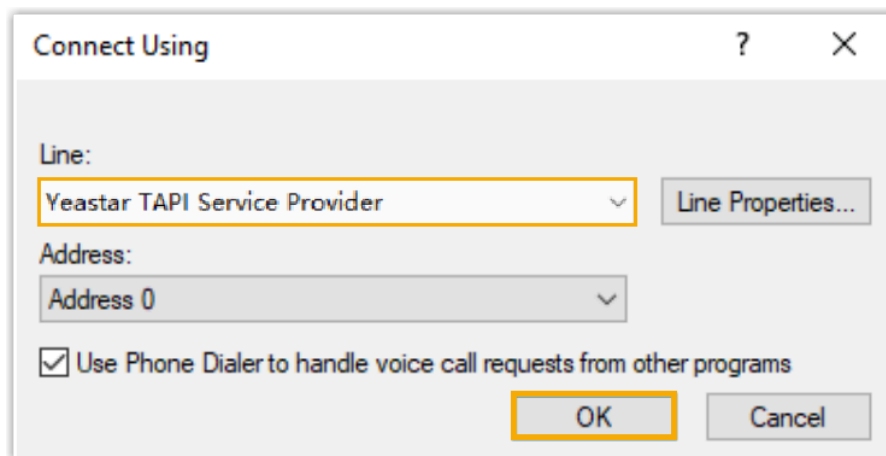 Connect Using
?
Line:
Yeastar TAPI Service Provider
Line Properties...
Address:
Address 0
Use Phone Dialer to handle voice call requests from other programs
OK
Cancel